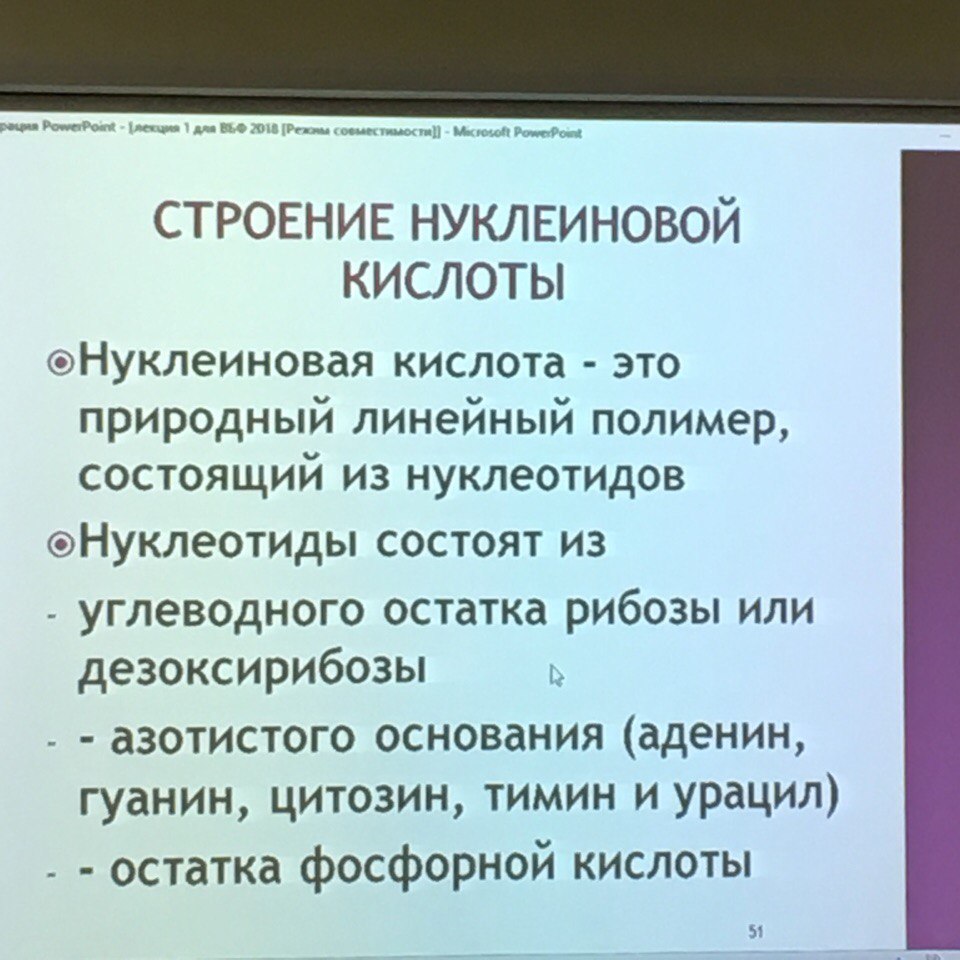 рация PowerPoint - [лекция 1 для ВБФ 2018 [Режим совместимости]] - Microsoft PowerPoint
СТРОЕНИЕ НУКЛЕИНОВОЙ
КИСЛОТЫ
Нуклеиновая кислота - это
природный линейный полимер,
состоящий из нуклеотидов
Нуклеотиды состоят из
- углеводного остатка рибозы или
дезоксирибозы
- - азотистого основания (аденин,
гуанин, цитозин, тимин и урацил)
- - остатка фосфорной кислоты
51